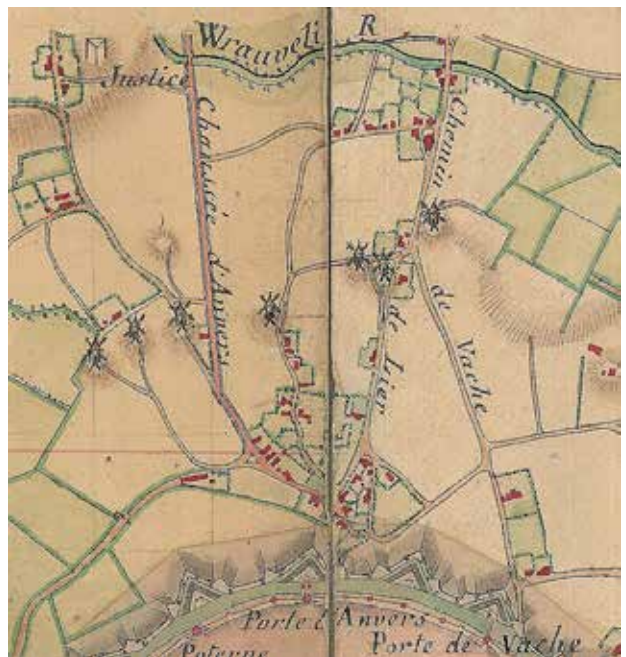 Wrauveli R
Justice
Chaussée d'Anvers
Chemin de Lier
de Vache
Porte d'Anvers
Poterne
Porte de Vache